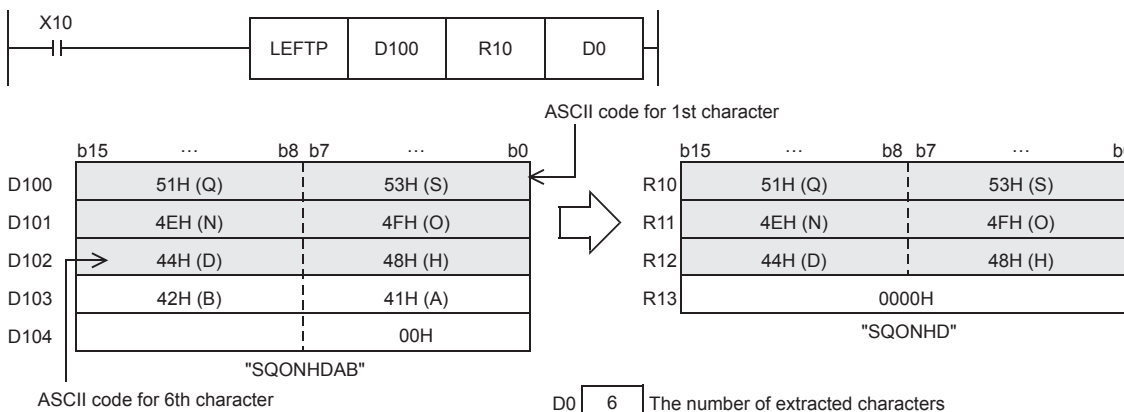 X10
LEFTP D100 R10 D0
ASCII code for 1st character
b15 ··· b8 b7 ··· b0 b15 ··· b8 b7 ··· b0
D100 51H (Q) 53H (S) R10 51H (Q) 53H (S)
D101 4EH (N) 4FH (O) R11 4EH (N) 4FH (O)
D102 44H (D) 48H (H) R12 44H (D) 48H (H)
D103 42H (B) 41H (A) R13 0000H
D104 00H "SQONHD"
"SQONHDAB"
ASCII code for 6th character D0 6 The number of extracted characters